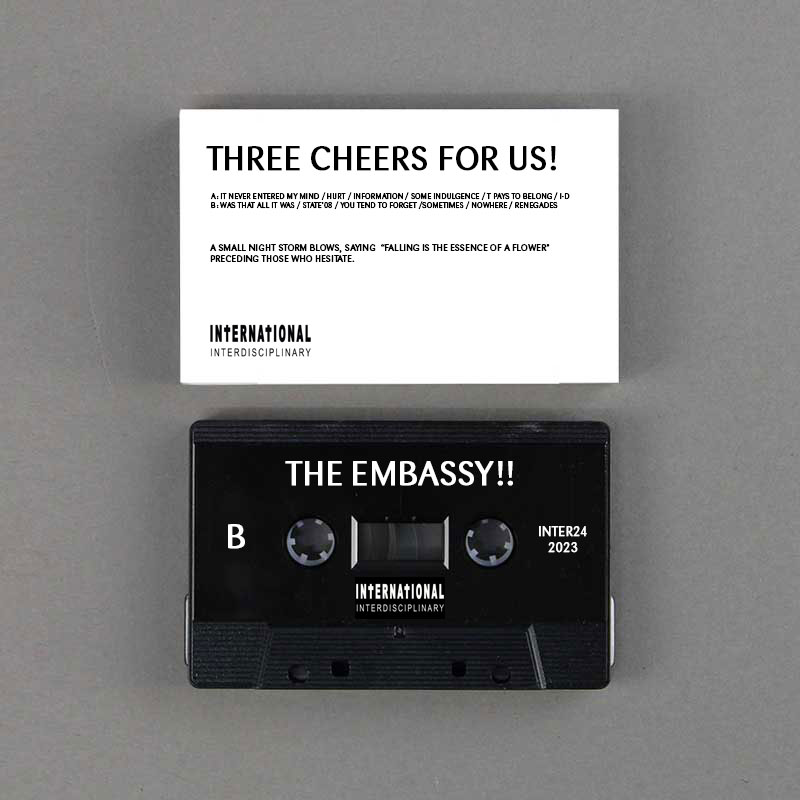 THREE CHEERS FOR US!
A: IT NEVER ENTERED MY MIND / HURT / INFORMATION / SOME INDULGENCE / T PAYS TO BELONG / I-D
B: WAS THAT ALL IT WAS / STATE'08 / YOU TEND TO FORGET /SOMETIMES / NOWHERE / RENEGADES
A SMALL NIGHT STORM BLOWS, SAYING "FALLING IS THE ESSENCE OF A FLOWER"
PRECEDING THOSE WHO HESITATE.
INTERNATIONAL
INTERDISCIPLINARY
THE EMBASSY!!
B
INTER24
2023
INTERNATIONAL
INTERDISCIPLINARY